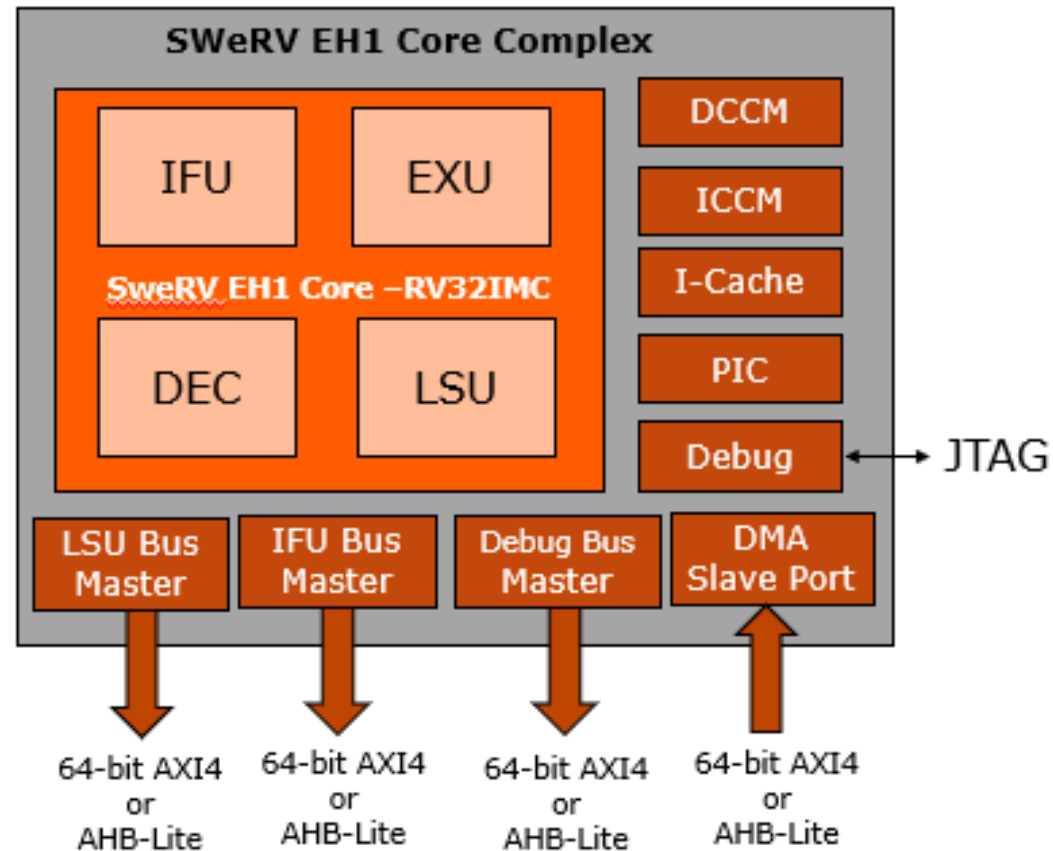 SWeRV EH1 Core Complex
IFU
EXU
SweRV EH1 Core –RV32IMC
DEC
LSU
DCCM
ICCM
I-Cache
PIC
Debug
JTAG
LSU Bus
Master
IFU Bus
Master
Debug Bus
Master
DMA
Slave Port
64-bit AXI4
or
AHB-Lite
64-bit AXI4
or
AHB-Lite
64-bit AXI4
or
AHB-Lite
64-bit AXI4
or
AHB-Lite